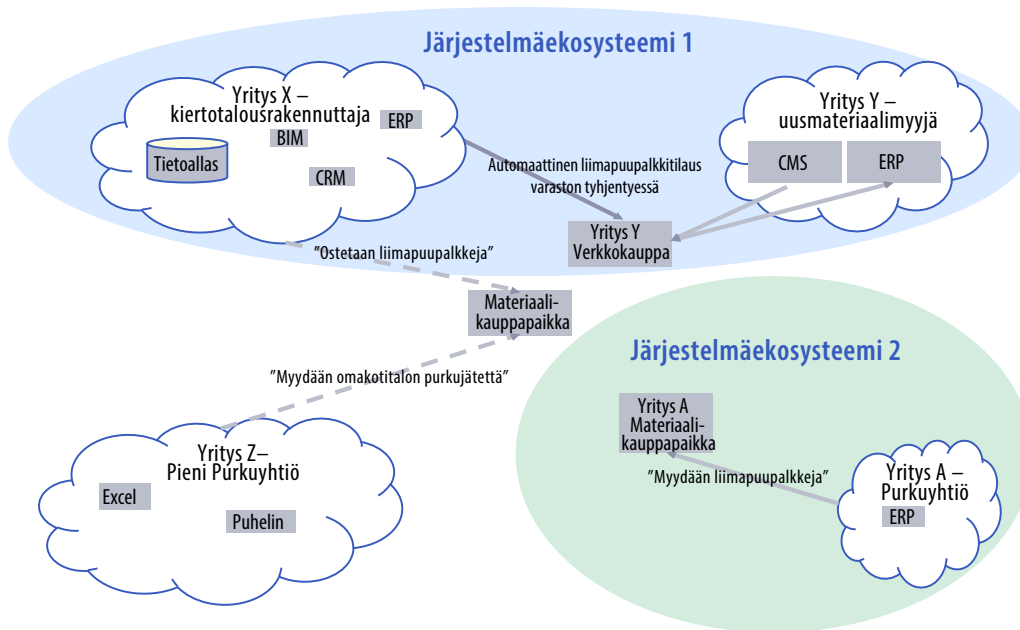 Järjestelmäekosysteemi 1
Yritys X –
kiertotalousrakennuttaja
ERP
BIM
Tietoallas
CRM
Automaattinen liimapuupalkkitilaus
varaston tyhjentyessä
Yritys Y –
uusmateriaalimyyjä
CMS
ERP
Yritys Y
Verkkokauppa
”Ostetaan liimapuupalkkeja”
Materiaali-
kauppapaikka
”Myydään omakotitalon purkujätettä”
Yritys Z–
Pieni Purkuyhtiö
Excel
Puhelin
Järjestelmäekosysteemi 2
Yritys A
Materiaali-
kauppapaikka
”Myydään liimapuupalkkeja”
Yritys A –
Purkuyhtiö
ERP